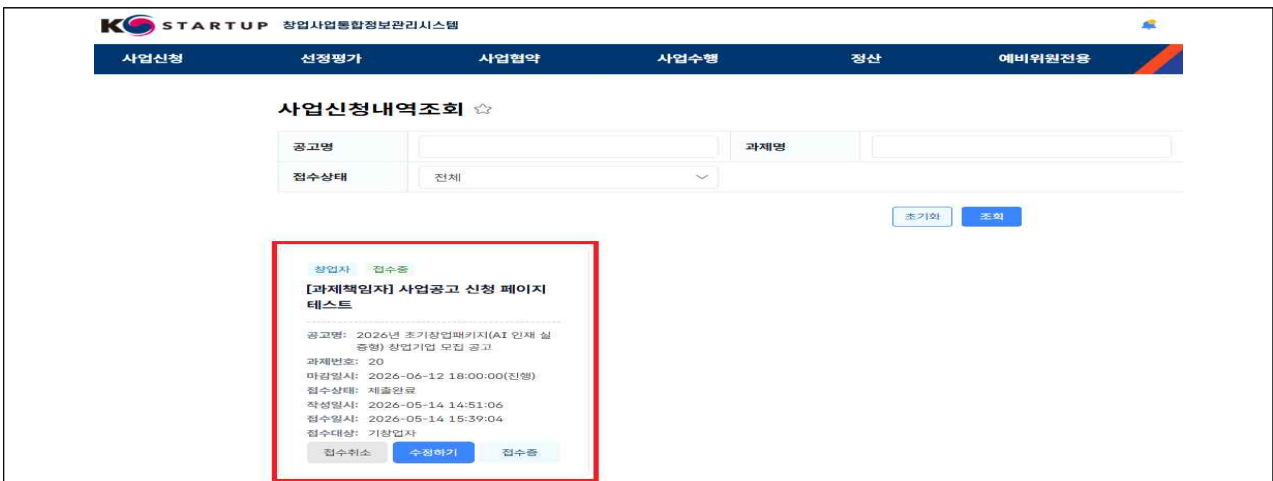 K STARTUP 창업사업통합정보관리시스템
사업신청 선정평가 사업협약 사업수행 정산 예비위원전용
사업신청내역조회
공고명 과제명
접수상태 전체
초기화 조회
창업자 접수중
[과제책임자] 사업공고 신청 페이지
테스트
공고명: 2026년 초기창업패키지(AI 인재 실
증형) 창업기업 모집 공고
과제번호: 20
마감일시: 2026-06-12 18:00:00(진행)
접수상태: 제출완료
작성일시: 2026-05-14 14:51:06
접수일시: 2026-05-14 15:39:04
접수대상: 기창업자
접수취소 수정하기 접수증